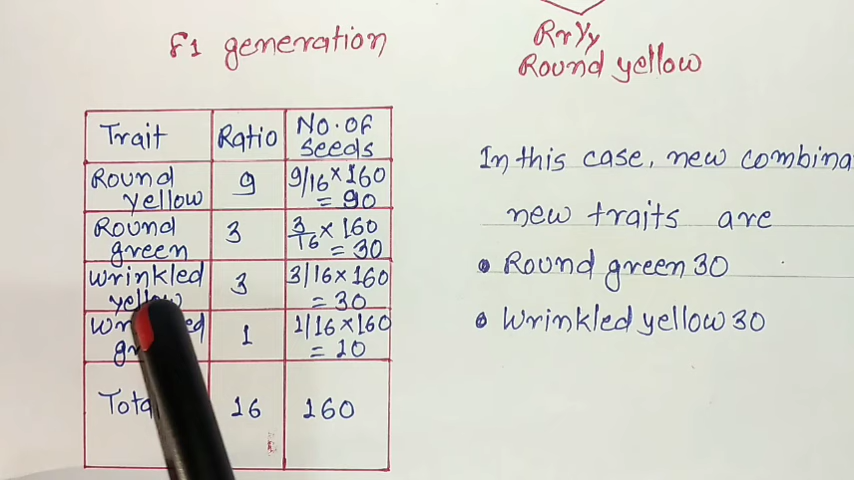 F1 generation
RrYy
Round yellow
Trait Ratio No. of seeds
Round yellow 9 9/16 × 160 = 90
Round green 3 3/16 × 160 = 30
Wrinkled yellow 3 3/16 × 160 = 30
1 1/16 × 160 = 10
16 160
In this case, new combina
new traits are
• Round green 30
• Wrinkled yellow 30